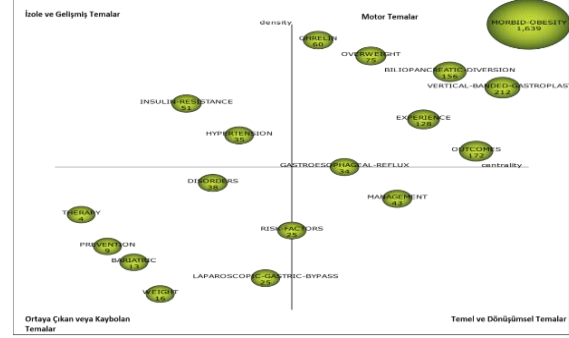 İzole ve Gelişmiş Temalar
density
Motor Temalar
MORBID-OBESITY
1,639
GHRELIN
60
OVERWEIGHT
75
BILIOPANCREATIC-DIVERSION
156
VERTICAL-BANDED-GASTROPLAS
212
INSULIN-RESISTANCE
51
EXPERIENCE
128
HYPERTENSION
35
OUTCOMES
172
GASTROESOPHAGEAL-REFLUX
34
centrality
DISORDERS
38
MANAGEMENT
43
THERAPY
4
RISK-FACTORS
25
PREVENTION
9
BARIATRIC
13
LAPAROSCOPIC-GASTRIC-BYPASS
25
WEIGHT
16
Ortaya Çıkan veya Kaybolan
Temalar
Temel ve Dönüşümsel Temalar